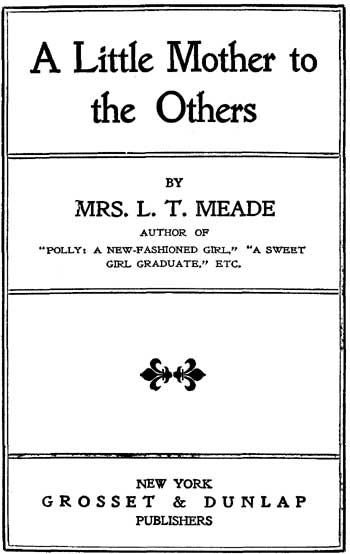 A Little Mother to
the Others
BY
MRS. L. T. MEADE
AUTHOR OF
"POLLY: A NEW-FASHIONED GIRL," "A SWEET
GIRL GRADUATE," ETC.
NEW YORK
GROSSET & DUNLAP
PUBLISHERS